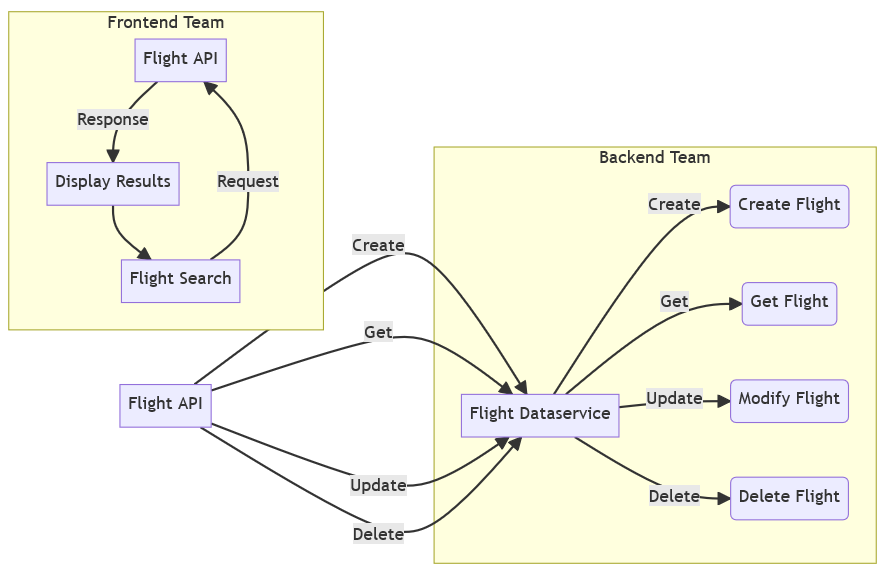 Frontend Team
Flight API
Response
Display Results
Request
Flight Search
Flight API
Create
Get
Update
Delete
Backend Team
Flight Dataservice
Create
Create Flight
Get
Get Flight
Update
Modify Flight
Delete
Delete Flight